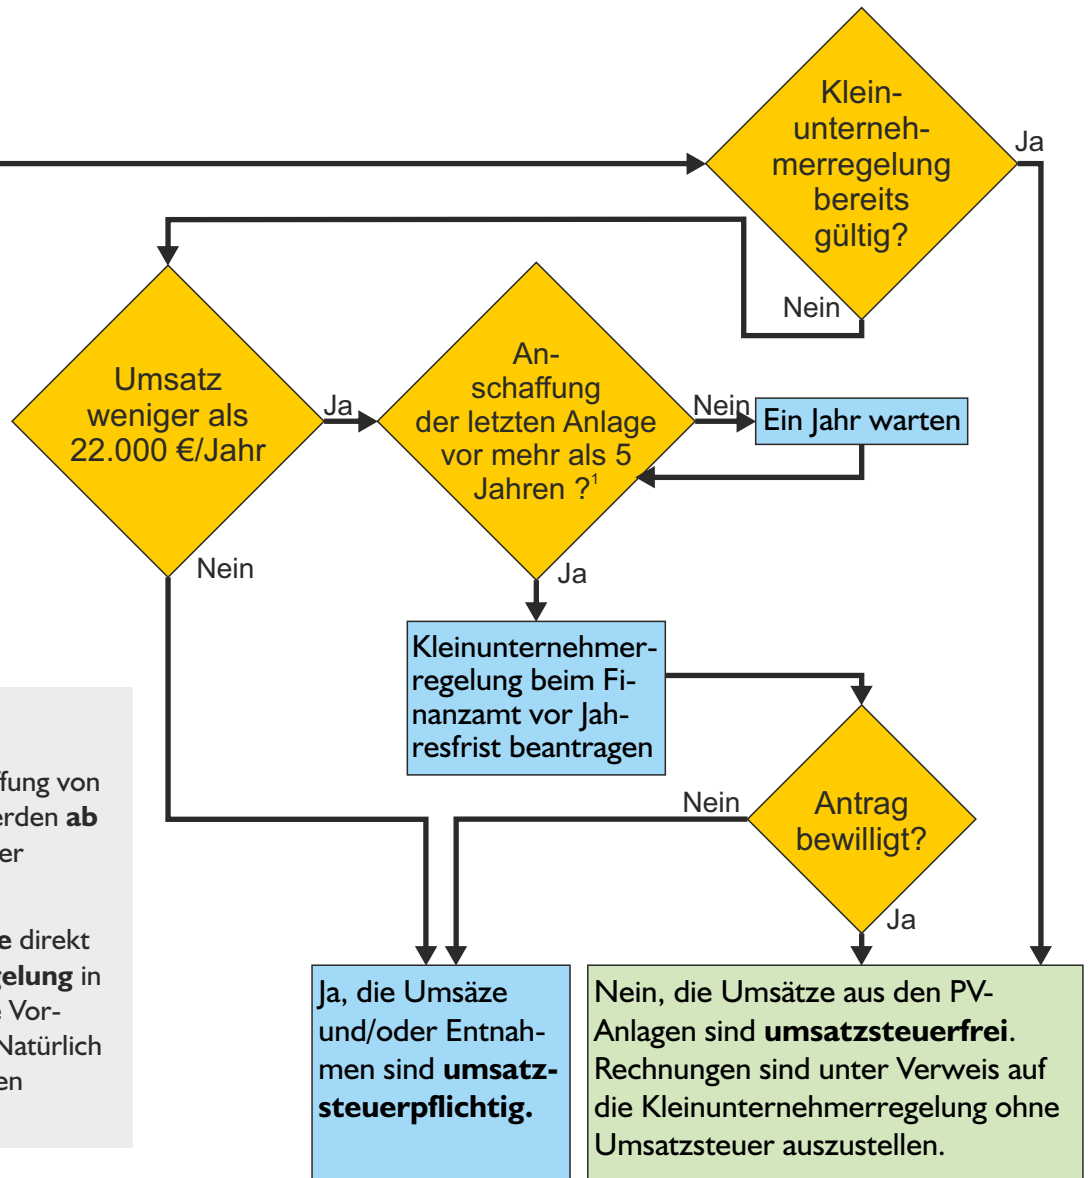 Klein-
unterneh-
merregelung
bereits
gültig?
Ja
Nein
Umsatz
weniger als
22.000 €/Jahr
Ja
Nein
An-
schaffung
der letzten Anlage
vor mehr als 5
Jahren ?¹
Nein
Ein Jahr warten
Ja
Kleinunternehmer-
regelung beim Fi-
nanzamt vor Jah-
resfrist beantragen
Antrag
bewilligt?
Nein
Ja
ffung von
erden ab
er
e direkt
gelung in
e Vor-
Natürlich
en
Ja, die Umsäze
und/oder Entnah-
men sind umsatz-
steuerpflichtig.
Nein, die Umsätze aus den PV-
Anlagen sind umsatzsteuerfrei.
Rechnungen sind unter Verweis auf
die Kleinunternehmerregelung ohne
Umsatzsteuer auszustellen.